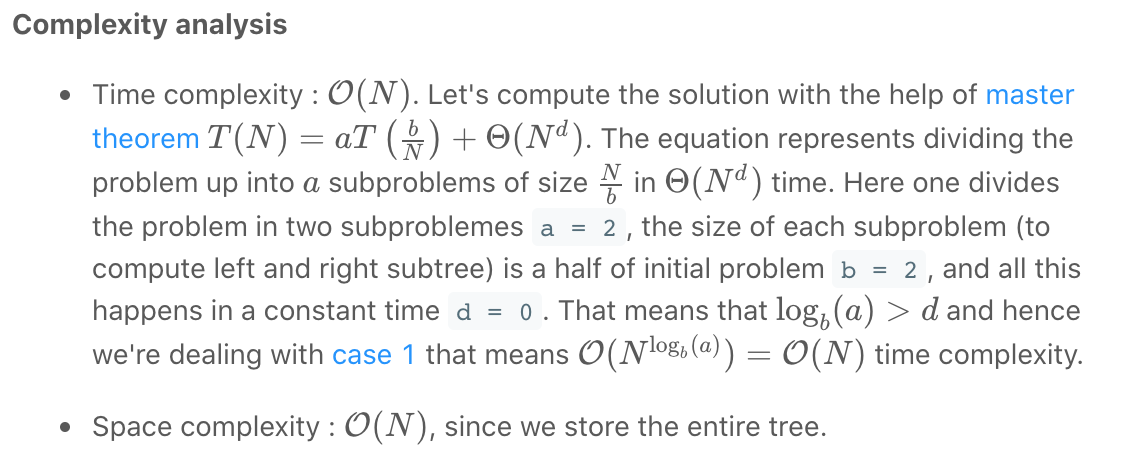 Complexity analysis
• Time complexity : 𝒪(N). Let's compute the solution with the help of master
theorem T(N) = aT(b/N) + Θ(N^d). The equation represents dividing the
problem up into a subproblems of size N/b in Θ(N^d) time. Here one divides
the problem in two subproblemes a = 2, the size of each subproblem (to
compute left and right subtree) is a half of initial problem b = 2, and all this
happens in a constant time d = 0. That means that log_b(a) > d and hence
we're dealing with case 1 that means 𝒪(N^{log_b(a)}) = 𝒪(N) time complexity.
• Space complexity : 𝒪(N), since we store the entire tree.